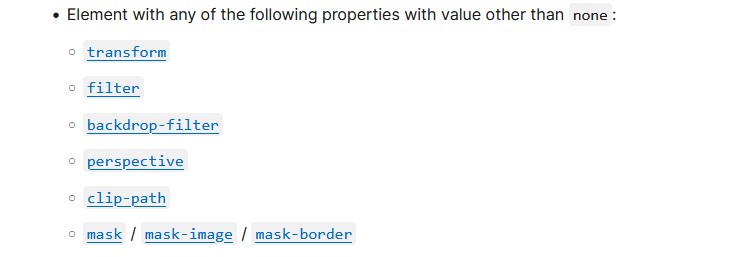 • Element with any of the following properties with value other than none:
○ transform
○ filter
○ backdrop-filter
○ perspective
○ clip-path
○ mask / mask-image / mask-border